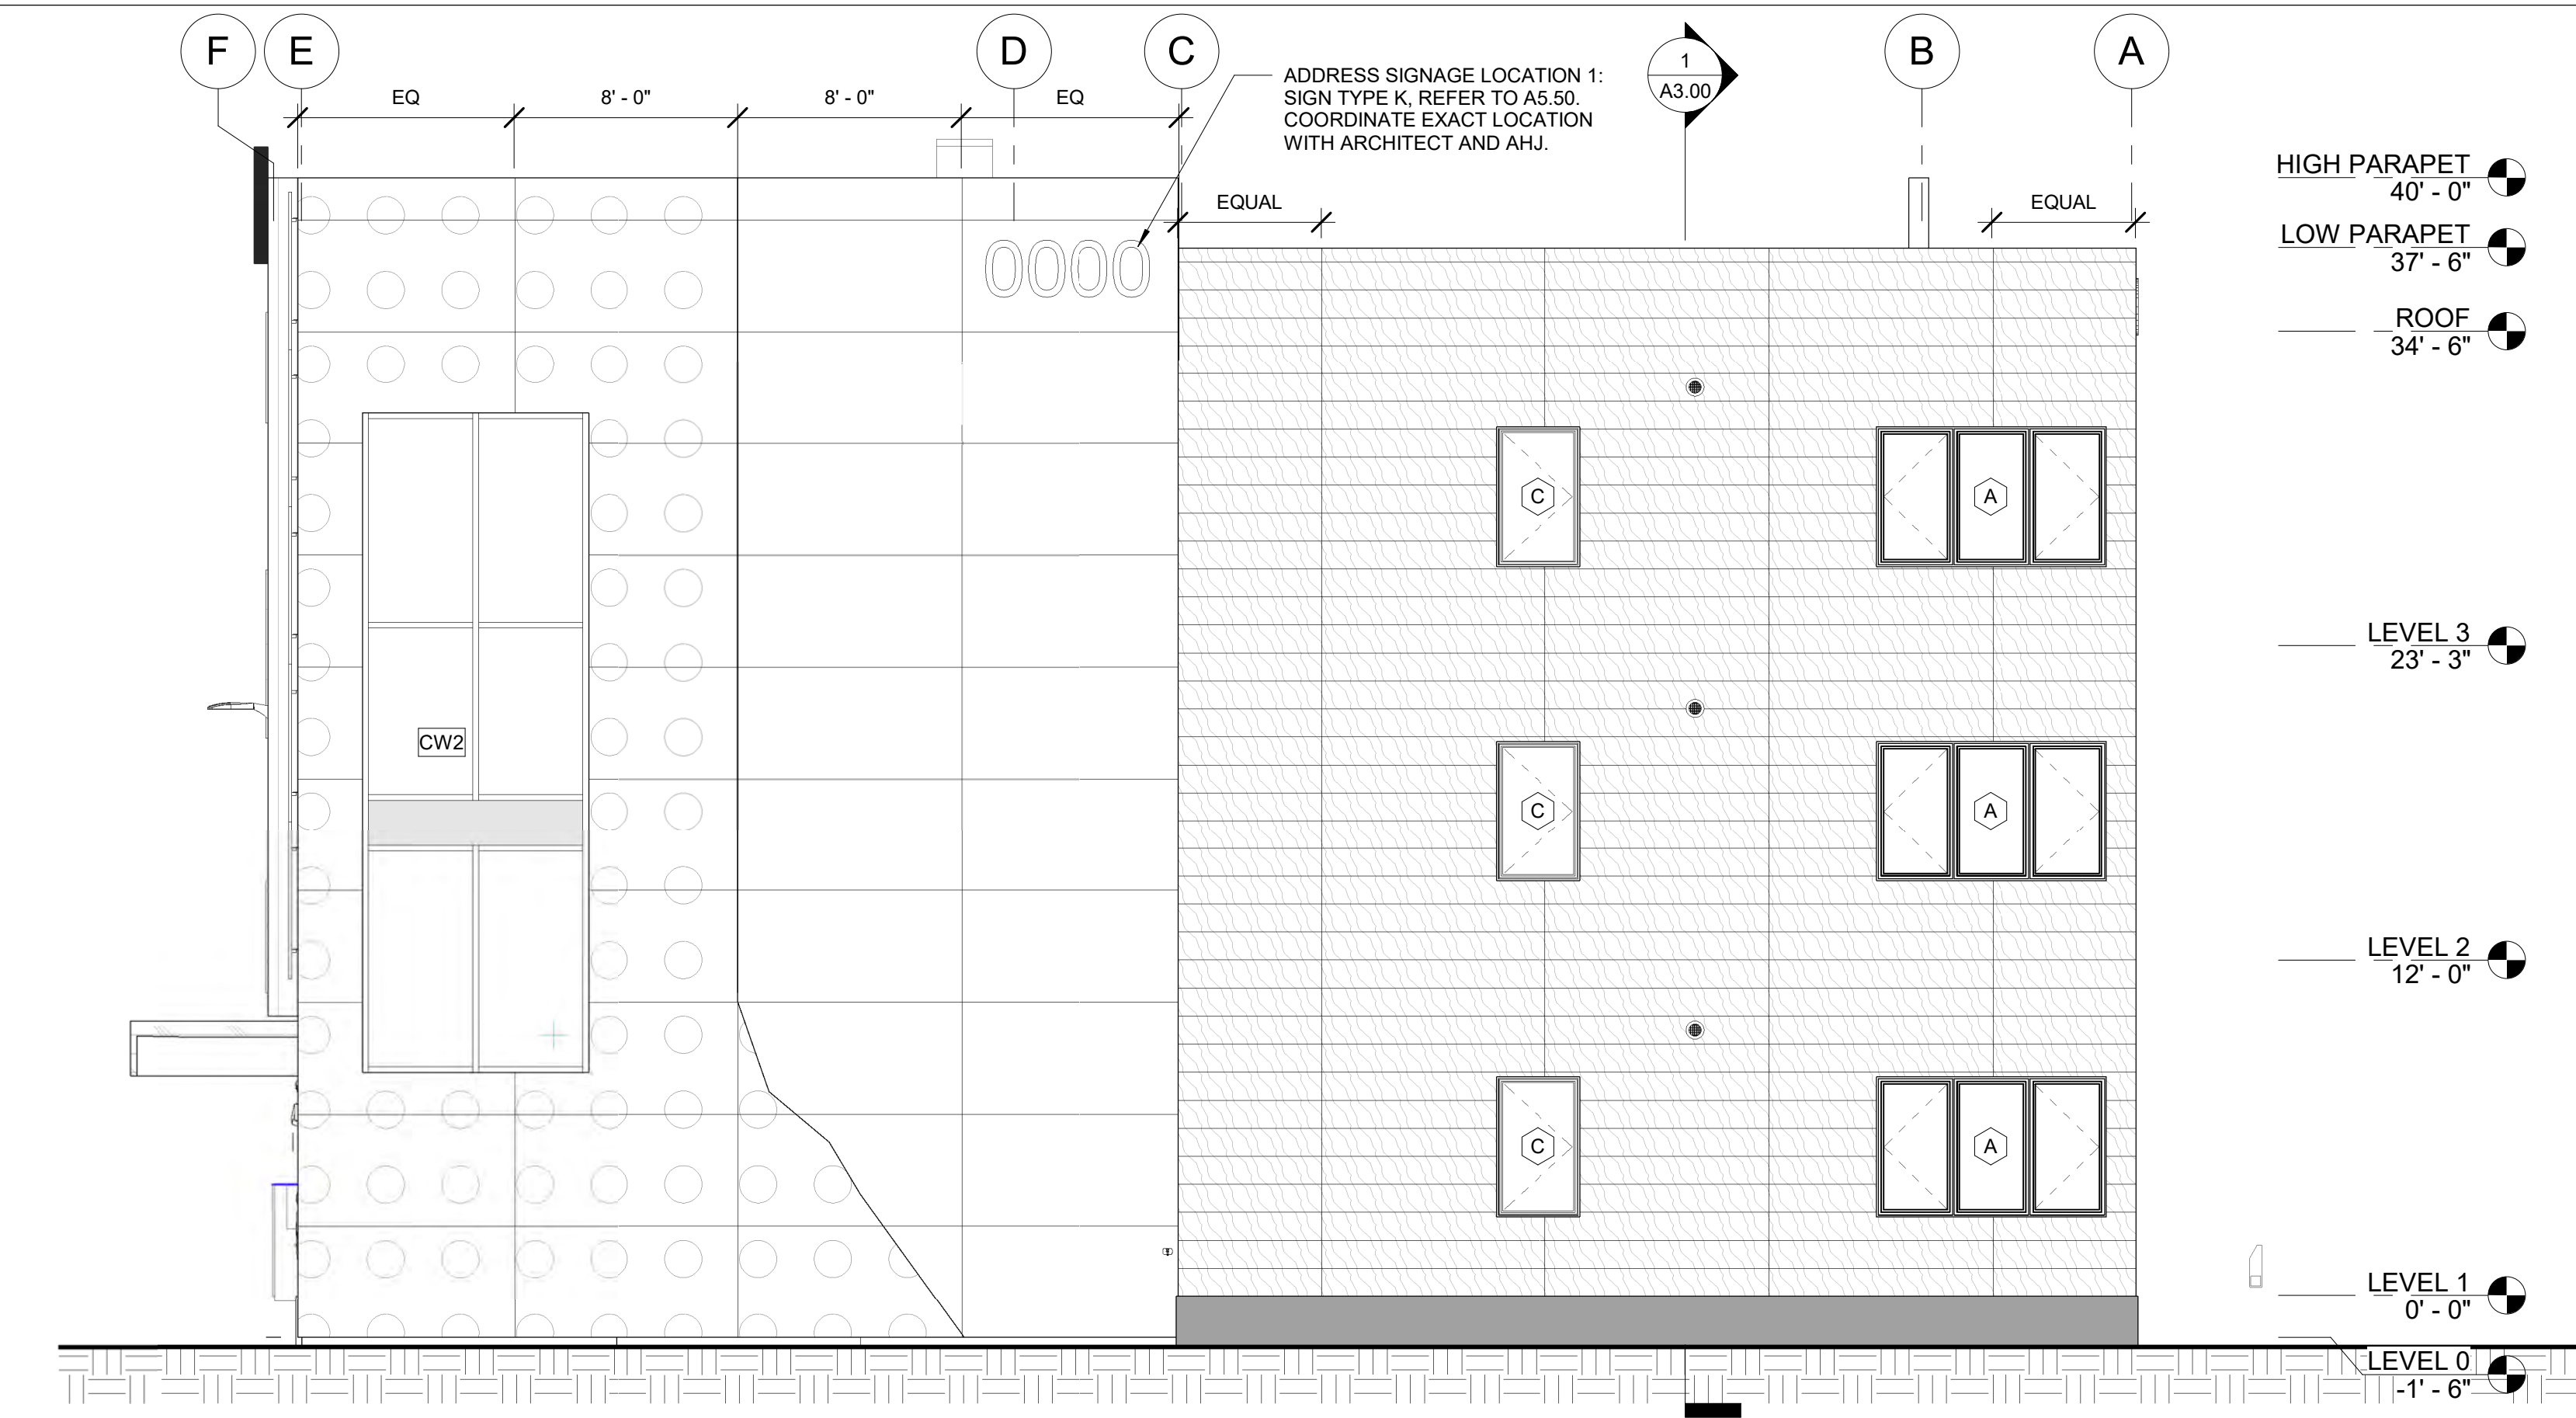 F
E
D
C
B
A
EQ
8' - 0"
8' - 0"
EQ
ADDRESS SIGNAGE LOCATION 1:
SIGN TYPE K, REFER TO A5.50.
COORDINATE EXACT LOCATION
WITH ARCHITECT AND AHJ.
1
A3.00
EQUAL
EQUAL
HIGH PARAPET
40' - 0"
LOW PARAPET
37' - 6"
ROOF
34' - 6"
LEVEL 3
23' - 3"
LEVEL 2
12' - 0"
LEVEL 1
0' - 0"
LEVEL 0
-1' - 6"
0000
C
A
CW2
C
A
C
A